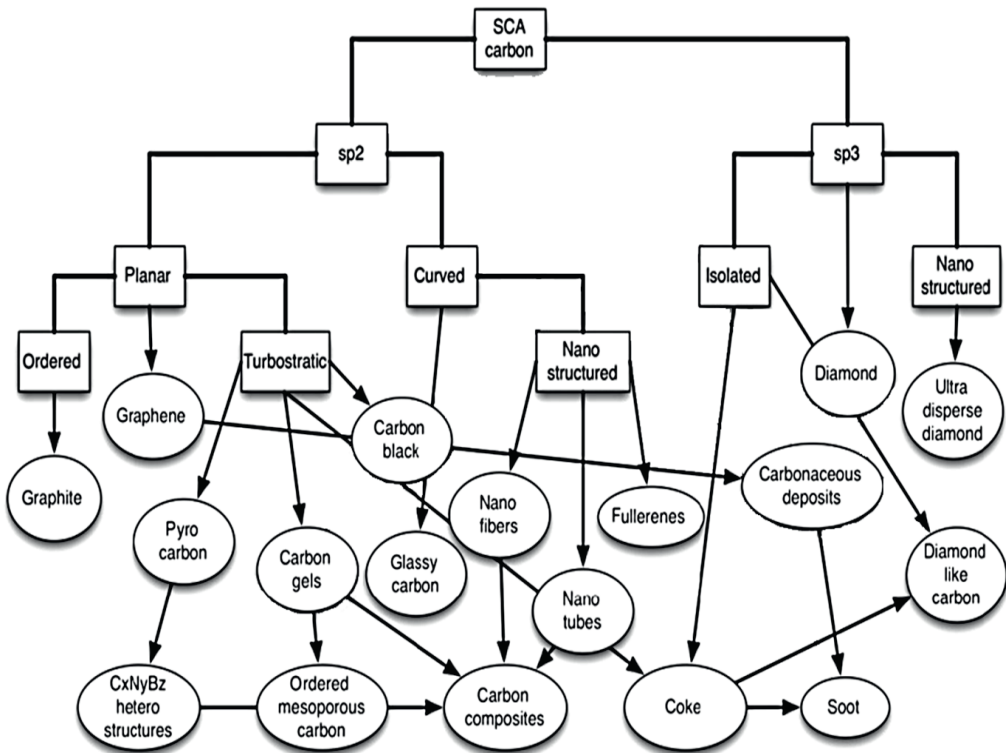 SCA
carbon
sp2
sp3
Planar
Curved
Isolated
Nano
structured
Ordered
Turbostratic
Nano
structured
Diamond
Ultra
disperse
diamond
Graphene
Carbon
black
Graphite
Carbonaceous
deposits
Nano
fibers
Fullerenes
Pyro
carbon
Carbon
gels
Glassy
carbon
Diamond
like
carbon
Nano
tubes
CxNyBz
hetero
structures
Ordered
mesoporous
carbon
Carbon
composites
Coke
Soot